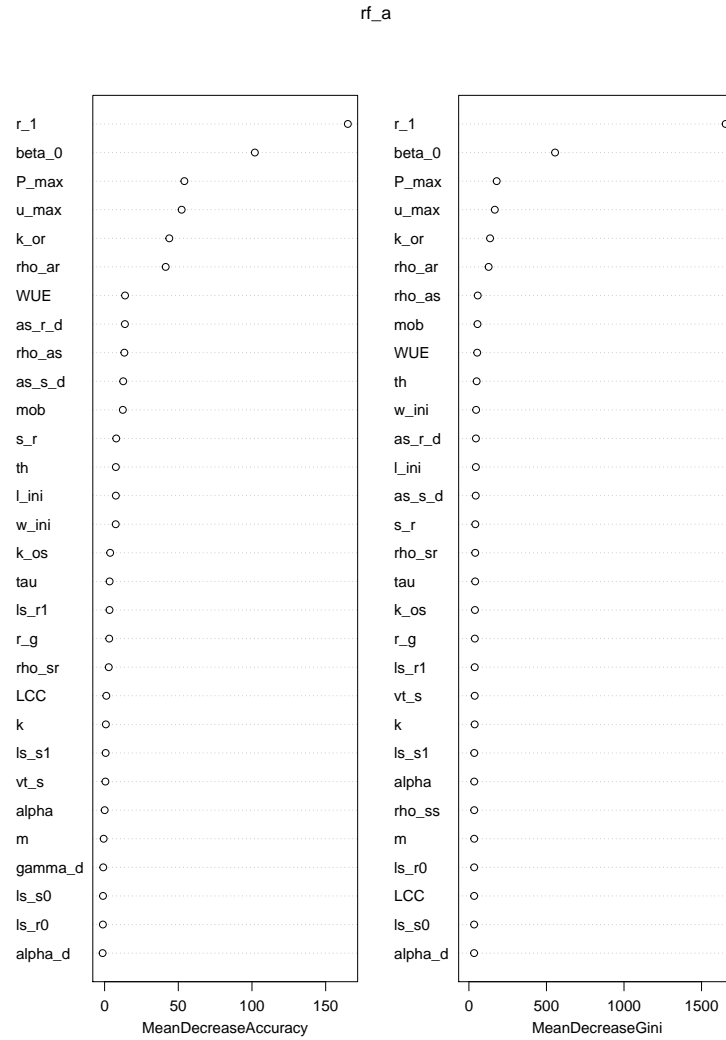 rf_a
r_1
beta_0
P_max
u_max
k_or
rho_ar
WUE
as_r_d
rho_as
as_s_d
mob
s_r
th
l_ini
w_ini
k_os
tau
ls_r1
r_g
rho_sr
LCC
k
ls_s1
vt_s
alpha
m
gamma_d
ls_s0
ls_r0
alpha_d
0 50 100 150
MeanDecreaseAccuracy
r_1
beta_0
P_max
u_max
k_or
rho_ar
rho_as
mob
WUE
th
w_ini
as_r_d
l_ini
as_s_d
s_r
rho_sr
tau
k_os
r_g
ls_r1
vt_s
k
ls_s1
alpha
rho_ss
m
ls_r0
LCC
ls_s0
alpha_d
0 500 1000 1500
MeanDecreaseGini